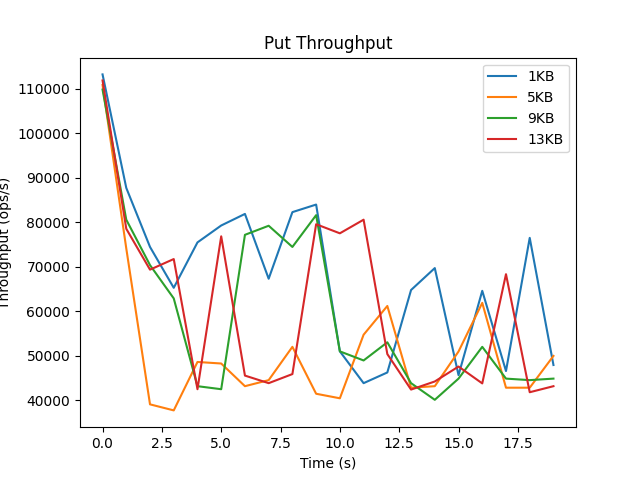 Put Throughput
Throughput (ops/s)
110000
100000
90000
80000
70000
60000
50000
40000
1KB
5KB
9KB
13KB
0.0 2.5 5.0 7.5 10.0 12.5 15.0 17.5
Time (s)